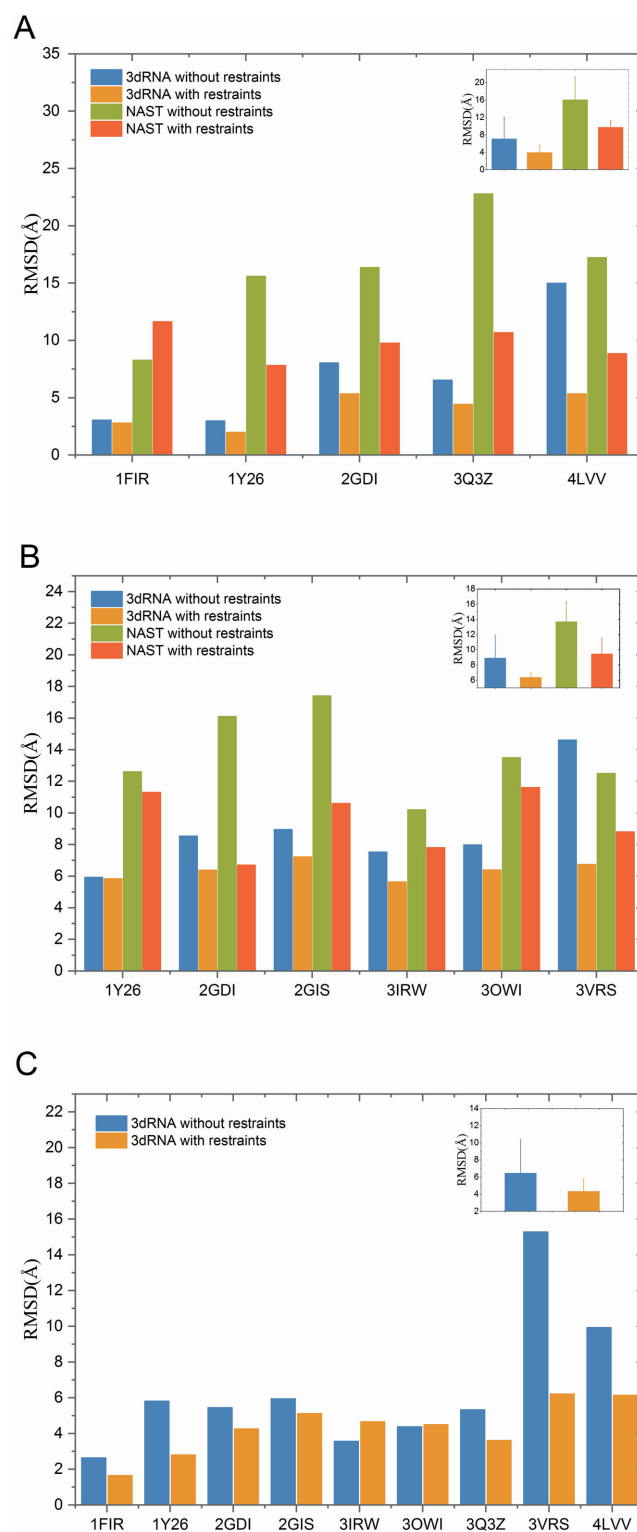 A
35
30
25
20
15
10
5
0
RMSD(Å)
3dRNA without restraints
3dRNA with restraints
NAST without restraints
NAST with restraints
RMSD(Å)
20
16
12
8
4
0
1FIR 1Y26 2GDI 3Q3Z 4LVV
B
24
22
20
18
16
14
12
10
8
6
4
2
0
RMSD(Å)
3dRNA without restraints
3dRNA with restraints
NAST without restraints
NAST with restraints
RMSD(Å)
18
16
14
12
10
8
6
1Y26 2GDI 2GIS 3IRW 3OWI 3VRS
C
22
20
18
16
14
12
10
8
6
4
2
0
RMSD(Å)
3dRNA without restraints
3dRNA with restraints
RMSD(Å)
14
12
10
8
6
4
2
1FIR 1Y26 2GDI 2GIS 3IRW 3OWI 3Q3Z 3VRS 4LVV